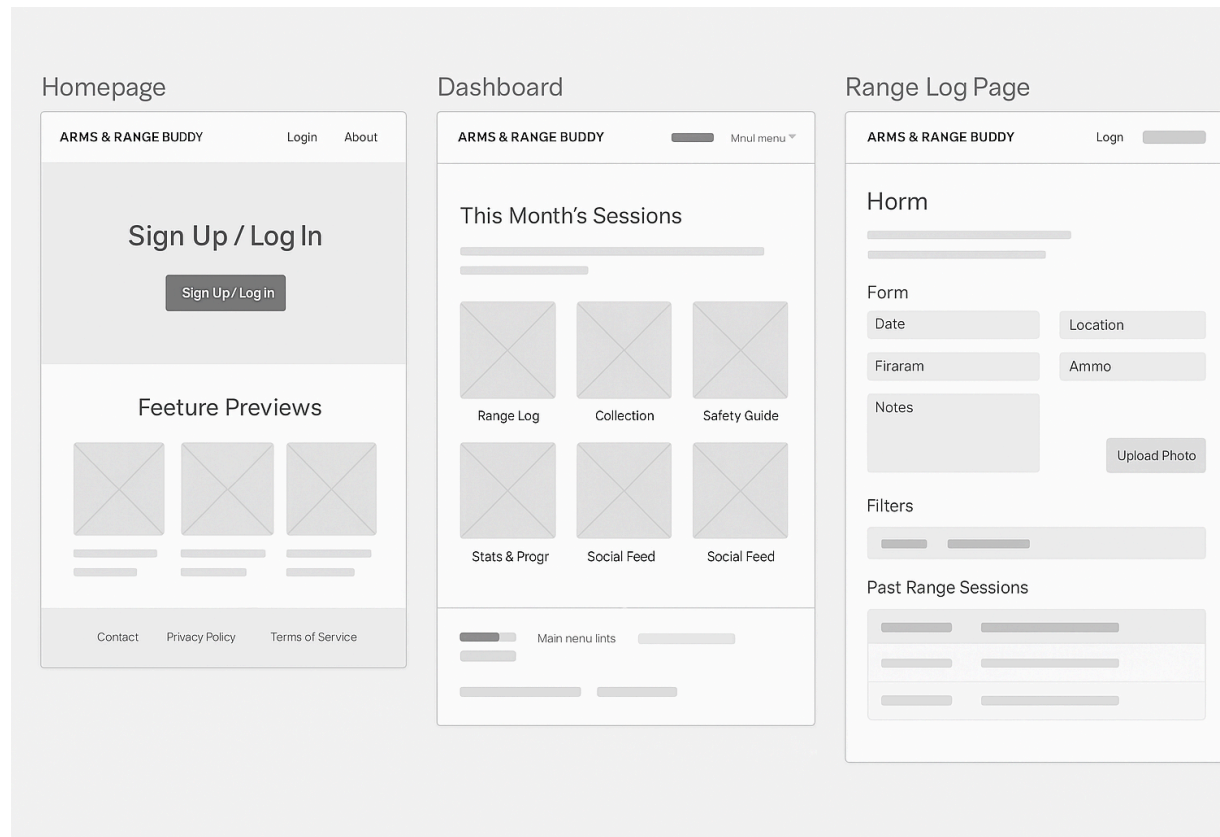 Homepage
ARMS & RANGE BUDDY Login About
Sign Up / Log In
Sign Up/ Log in
Feeture Previews
Contact Privacy Policy Terms of Service
Dashboard
ARMS & RANGE BUDDY Mnul menu
This Month's Sessions
Range Log Collection Safety Guide
Stats & Progr Social Feed Social Feed
Main nenu lints
Range Log Page
ARMS & RANGE BUDDY Logn
Horm
Form
Date Location
Firaram Ammo
Notes
Upload Photo
Filters
Past Range Sessions